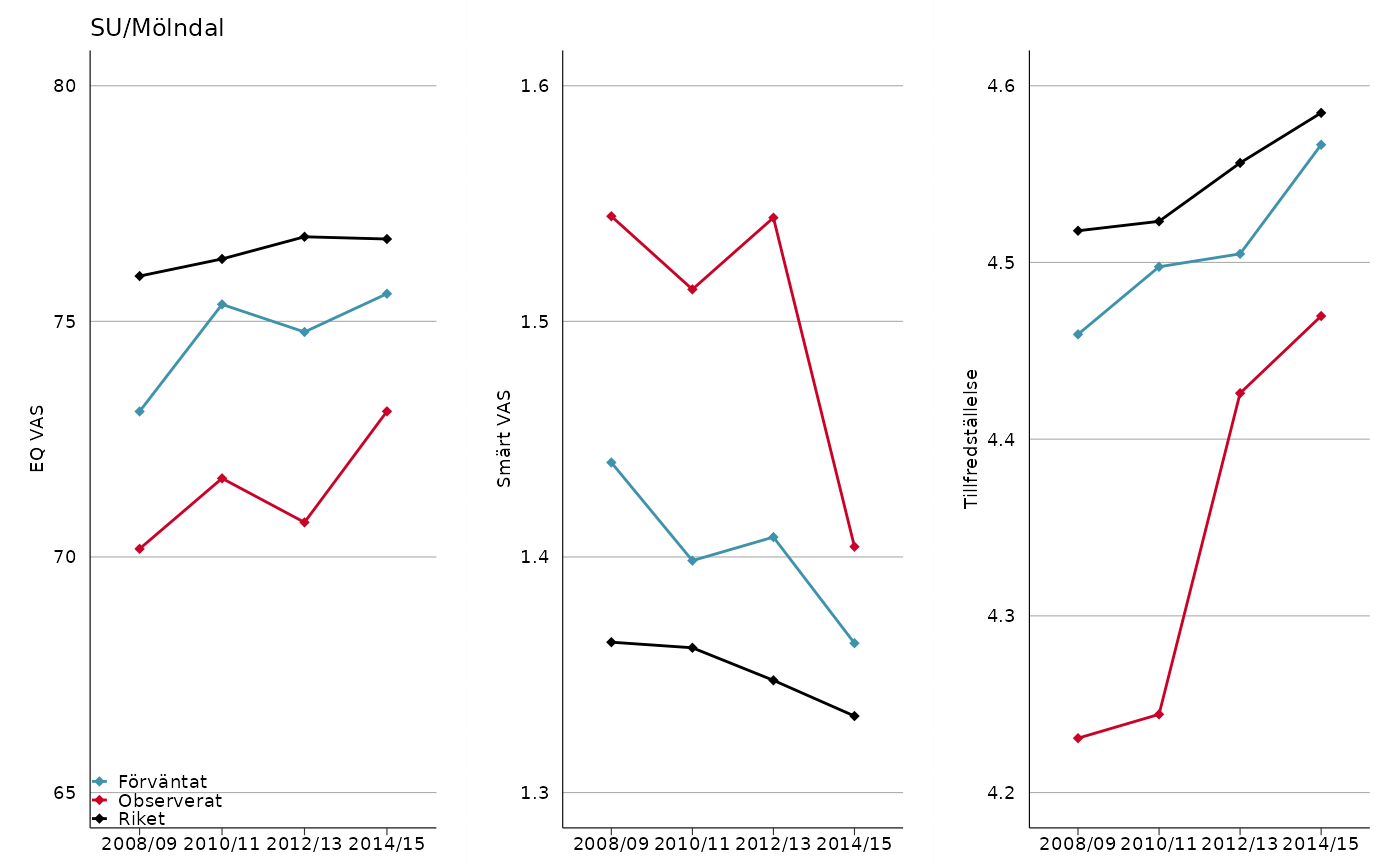 SU/Mölndal
EQ VAS
80
75
70
65
Förväntat
Observerat
Riket
2008/09 2010/11 2012/13 2014/15
Smärt VAS
1.6
1.5
1.4
1.3
2008/09 2010/11 2012/13 2014/15
Tillfredställelse
4.6
4.5
4.4
4.3
4.2
2008/09 2010/11 2012/13 2014/15